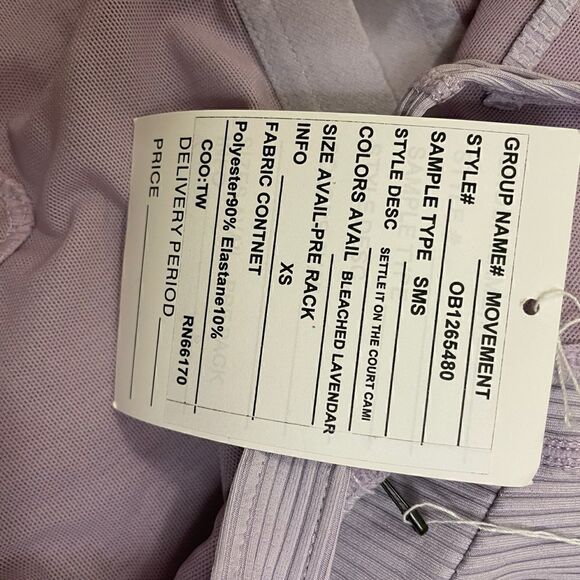 GROUP NAME# MOVEMENT
STYLE# OB1265480
SAMPLE TYPE SMS
STYLE DESC SETTLE IT ON THE COURT CAMI
COLORS AVAIL BLEACHED LAVENDAR
SIZE AVAIL-PRE RACK
INFO XS
FABRIC CONTNET
Polyester90% Elastane10%
COO:TW
DELIVERY PERIOD RN66170
PRICE